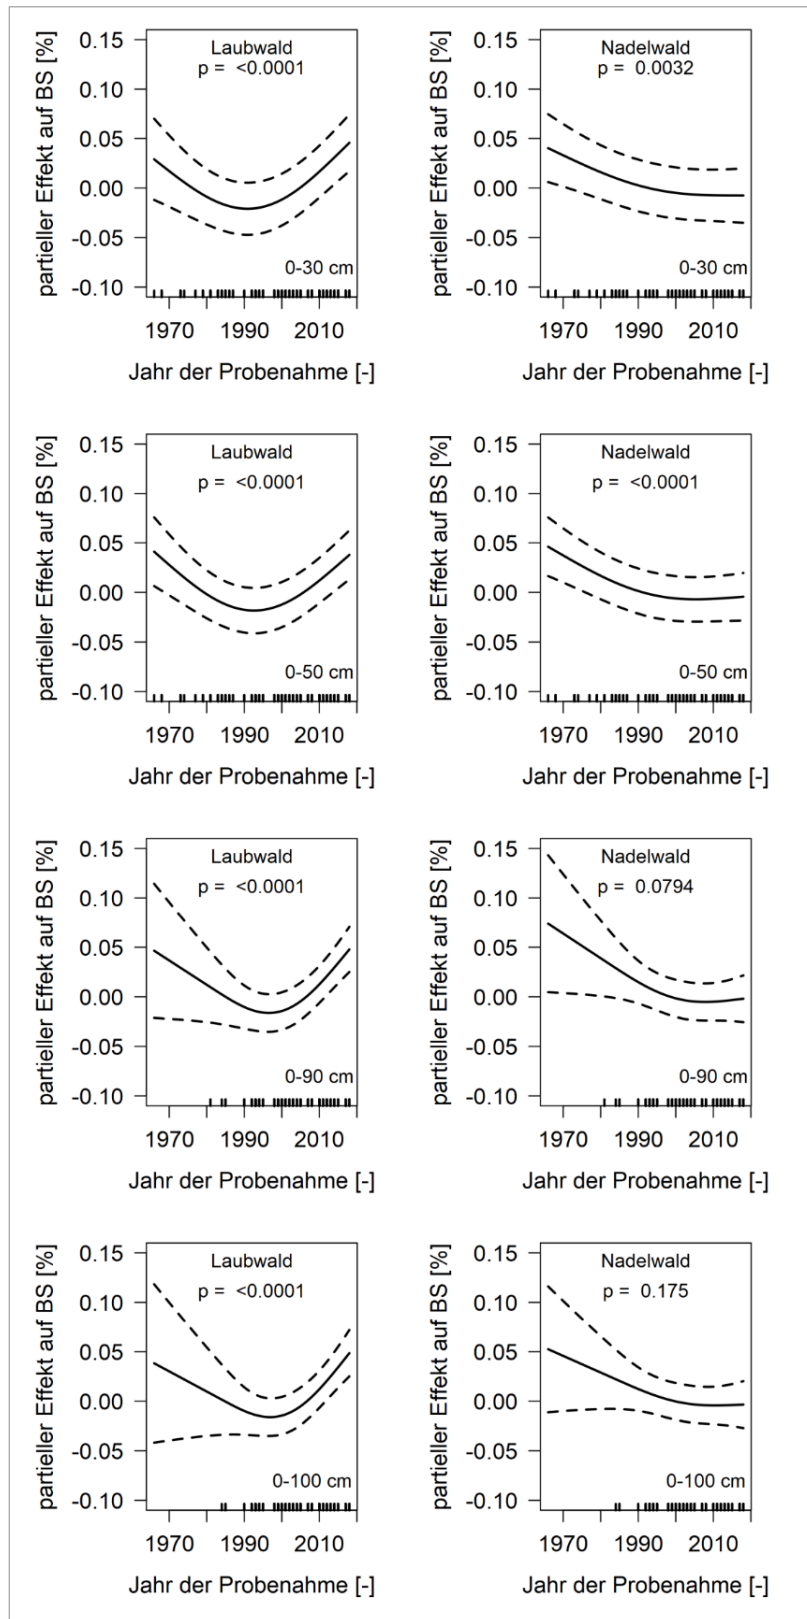 partieller Effekt auf BS [%]
0.15
0.10
0.05
0.00
-0.05
-0.10
Laubwald
p = <0.0001
0-30 cm
1970 1990 2010
Jahr der Probenahme [-]
partieller Effekt auf BS [%]
0.15
0.10
0.05
0.00
-0.05
-0.10
Nadelwald
p = 0.0032
0-30 cm
1970 1990 2010
Jahr der Probenahme [-]
partieller Effekt auf BS [%]
0.15
0.10
0.05
0.00
-0.05
-0.10
Laubwald
p = <0.0001
0-50 cm
1970 1990 2010
Jahr der Probenahme [-]
partieller Effekt auf BS [%]
0.15
0.10
0.05
0.00
-0.05
-0.10
Nadelwald
p = <0.0001
0-50 cm
1970 1990 2010
Jahr der Probenahme [-]
partieller Effekt auf BS [%]
0.15
0.10
0.05
0.00
-0.05
-0.10
Laubwald
p = <0.0001
0-90 cm
1970 1990 2010
Jahr der Probenahme [-]
partieller Effekt auf BS [%]
0.15
0.10
0.05
0.00
-0.05
-0.10
Nadelwald
p = 0.0794
0-90 cm
1970 1990 2010
Jahr der Probenahme [-]
partieller Effekt auf BS [%]
0.15
0.10
0.05
0.00
-0.05
-0.10
Laubwald
p = <0.0001
0-100 cm
1970 1990 2010
Jahr der Probenahme [-]
partieller Effekt auf BS [%]
0.15
0.10
0.05
0.00
-0.05
-0.10
Nadelwald
p = 0.175
0-100 cm
1970 1990 2010
Jahr der Probenahme [-]